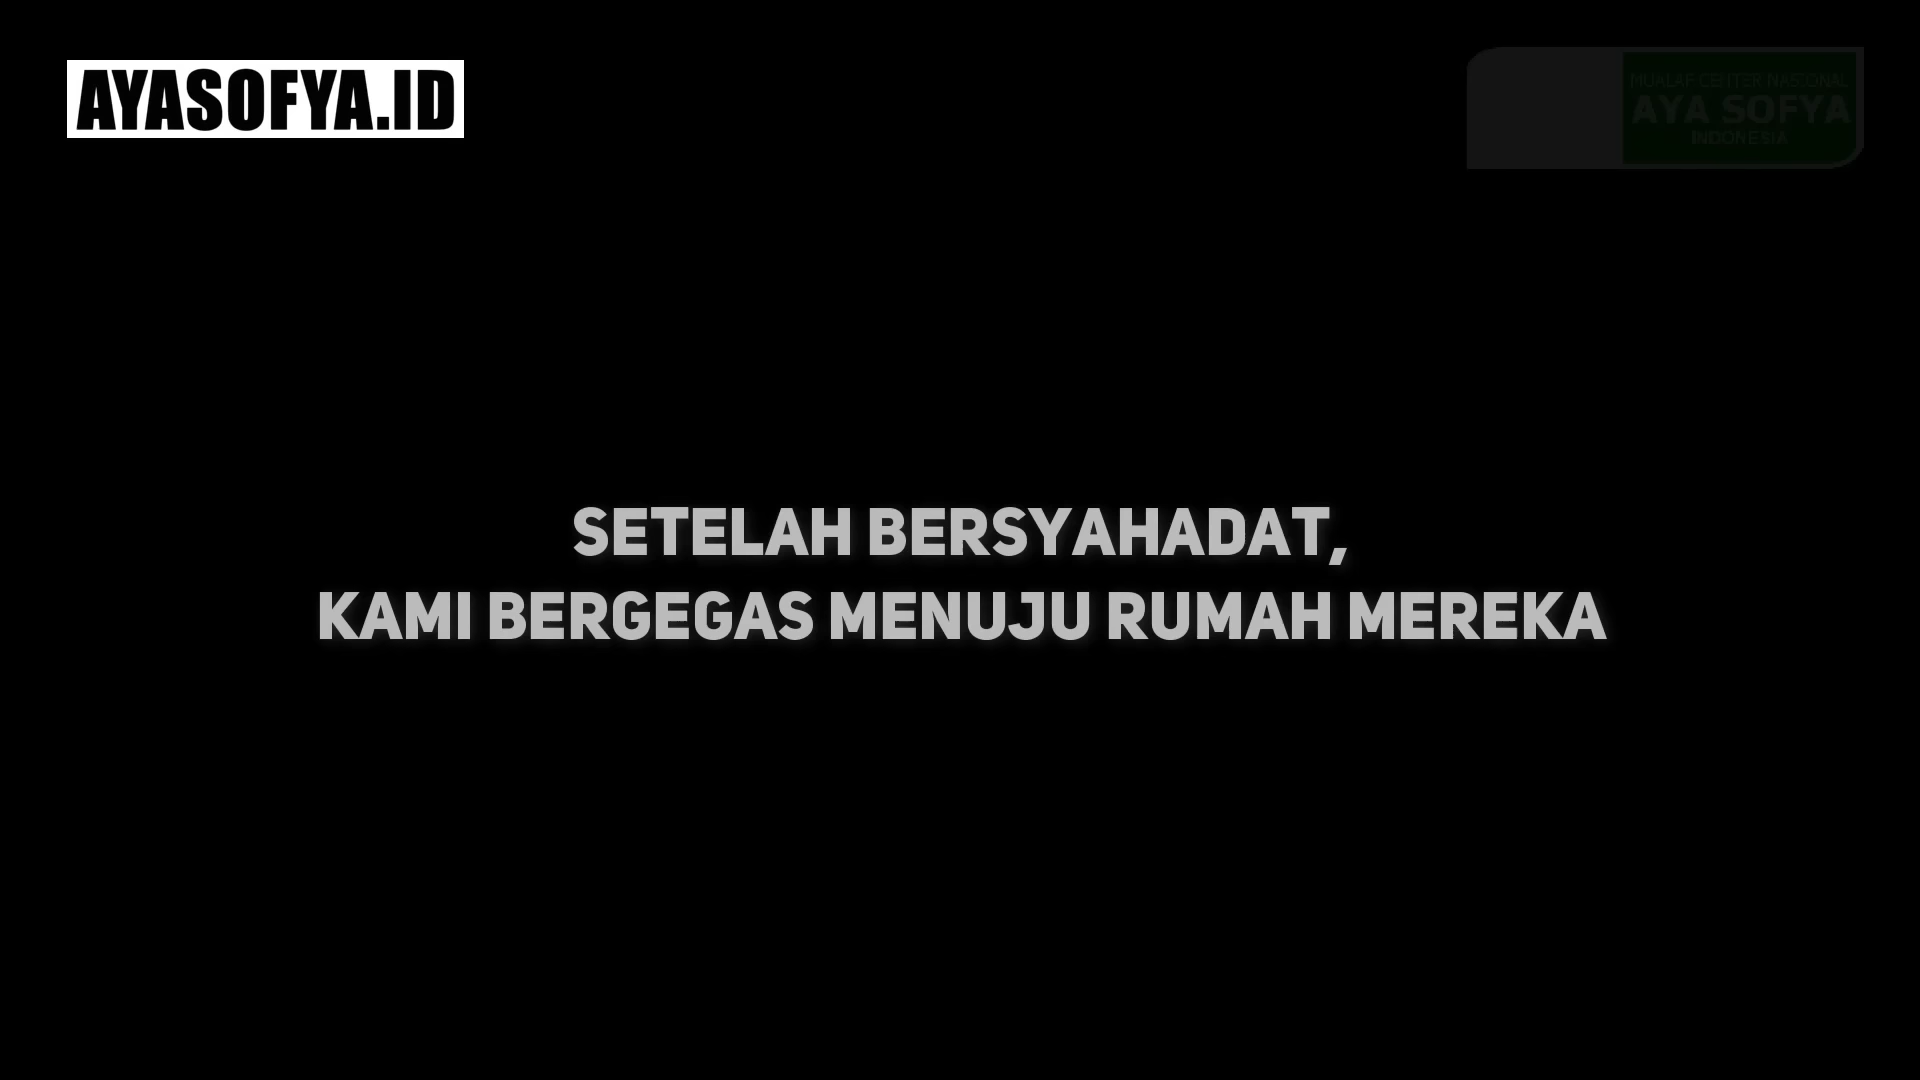 AYASOFYA.ID
MUALAF CENTER NASIONAL
AYA SOFYA
INDONESIA
SETELAH BERSYAHADAT,
KAMI BERGEGAS MENUJU RUMAH MEREKA